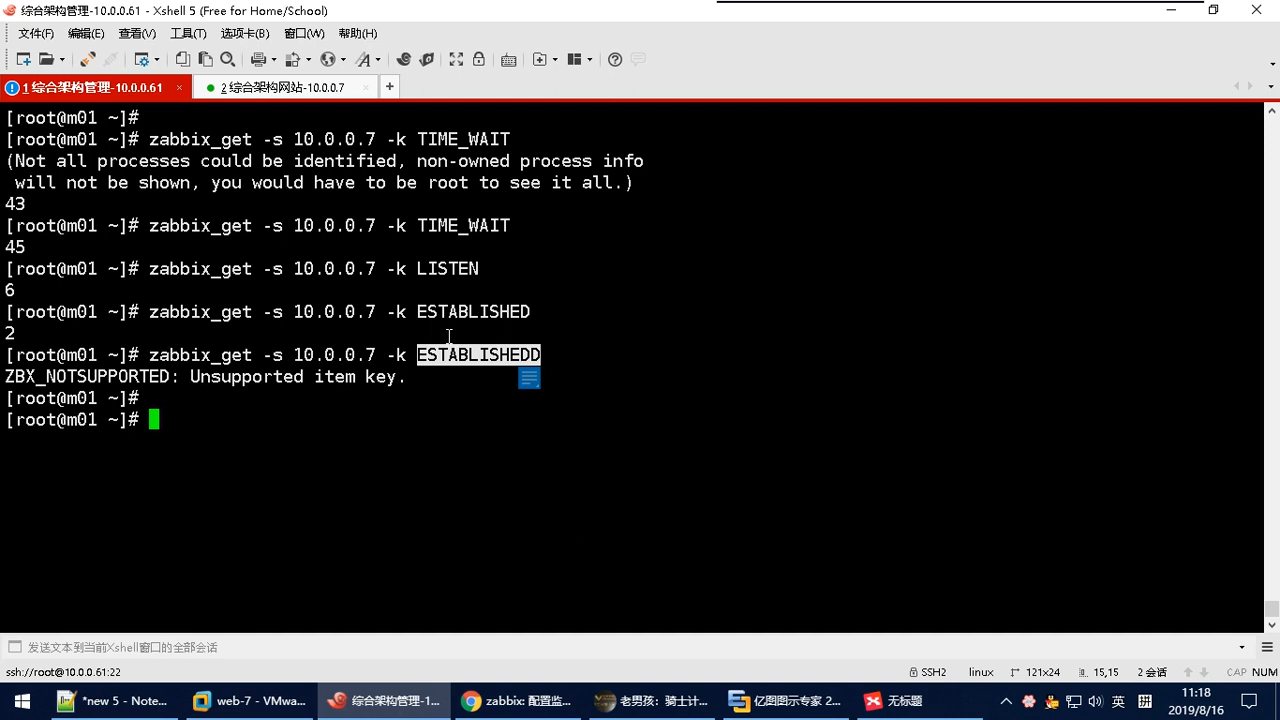 综合架构管理-10.0.0.61 - Xshell 5 (Free for Home/School)
文件(F) 编辑(E) 查看(V) 工具(T) 选项卡(B) 窗口(W) 帮助(H)
1 综合架构管理-10.0.0.61 × 2 综合架构网站-10.0.0.7 × +
[root@m01 ~]#
[root@m01 ~]# zabbix_get -s 10.0.0.7 -k TIME_WAIT
(Not all processes could be identified, non-owned process info
will not be shown, you would have to be root to see it all.)
43
[root@m01 ~]# zabbix_get -s 10.0.0.7 -k TIME_WAIT
45
[root@m01 ~]# zabbix_get -s 10.0.0.7 -k LISTEN
6
[root@m01 ~]# zabbix_get -s 10.0.0.7 -k ESTABLISHED
2
[root@m01 ~]# zabbix_get -s 10.0.0.7 -k ESTABLISHEDD
ZBX_NOTSUPPORTED: Unsupported item key.
[root@m01 ~]#
[root@m01 ~]#
发送文本到当前Xshell窗口的全部会话
ssh://root@10.0.0.61:22 SSH2 linux 121x24 15,15 2 会话 CAP NUM
*new 5 - Note... web-7 - VMwa... 综合架构管理-1... zabbix: 配置监... 老男孩: 骑士计... 亿图图示专家 2... 无标题 英 拼 11:18
2019/8/16